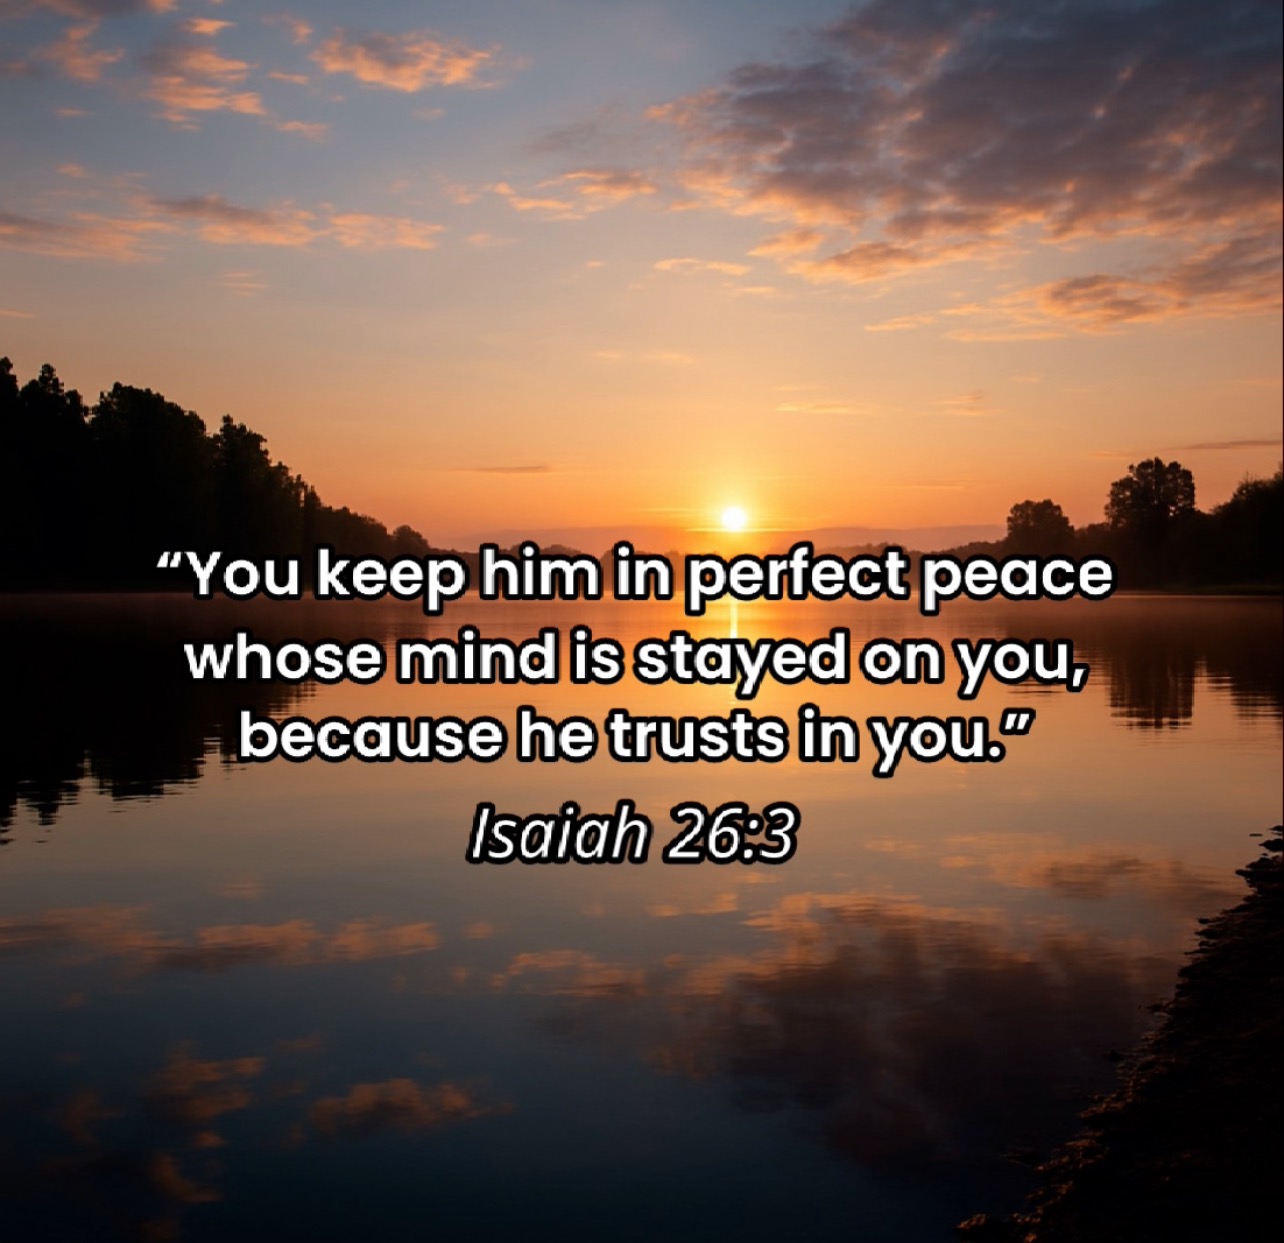 “You keep him in perfect peace
whose mind is stayed on you,
because he trusts in you.”
Isaiah 26:3